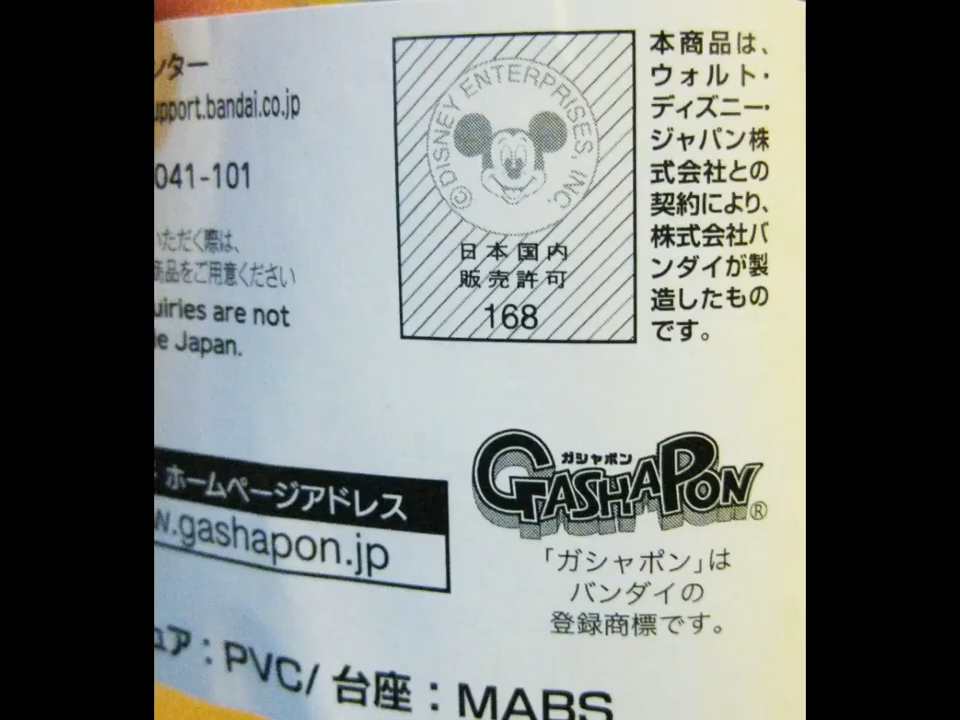 ンター
upport.bandai.co.jp
041-101
いただく際は、
商品をご用意ください
uiries are not
le Japan.
© DISNEY ENTERPRISES, INC.
日本国内
販売許可
168
本商品は、
ウォルト・
ディズニー・
ジャパン株
式会社との
契約により、
株式会社バ
ンダイが製
造したもの
です。
ホームページアドレス
w.gashapon.jp
ガシャポン
GASHAPON®
「ガシャポン」は
バンダイの
登録商標です。
ュア：PVC/ 台座：MABS